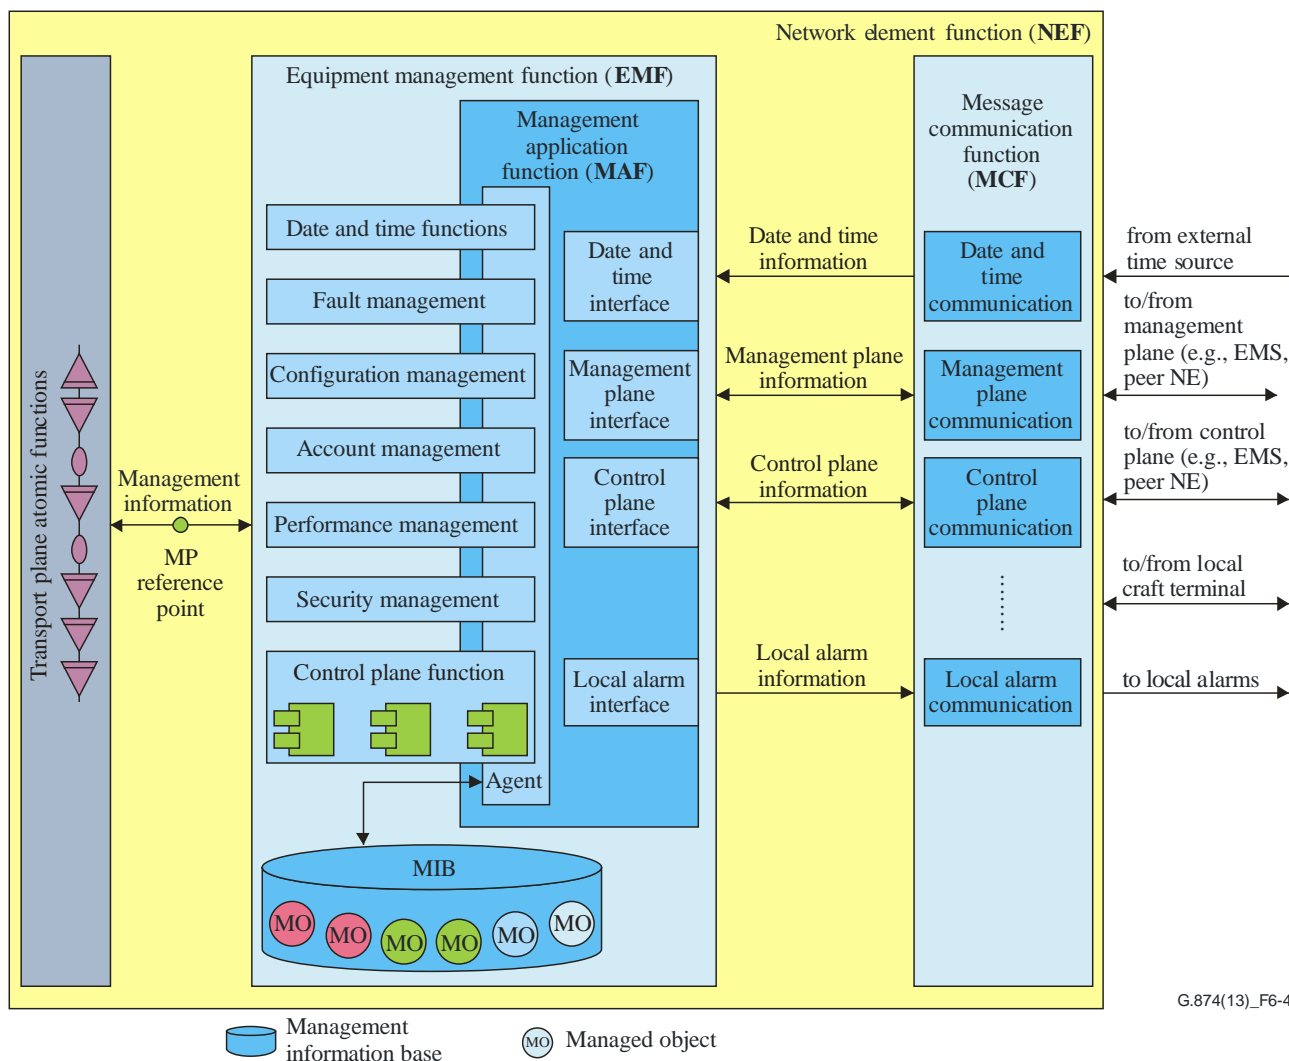 Network element function (NEF)
Equipment management function (EMF)
Management
application
function (MAF)
Message
communication
function
(MCF)
Transport plane atomic functions
Management
information
MP
reference
point
Date and time functions
Fault management
Configuration management
Account management
Performance management
Security management
Control plane function
Agent
Date and
time
interface
Management
plane
interface
Control
plane
interface
Local alarm
interface
Date and time
information
Management plane
information
Control plane
information
Local alarm
information
Date and
time
communication
Management
plane
communication
Control
plane
communication
Local alarm
communication
from external
time source
to/from
management
plane (e.g., EMS,
peer NE)
to/from control
plane (e.g., EMS,
peer NE)
to/from local
craft terminal
to local alarms
MIB
MO
MO
MO
MO
MO
MO
G.874(13)_F6-4
Management
information base
MO
Managed object